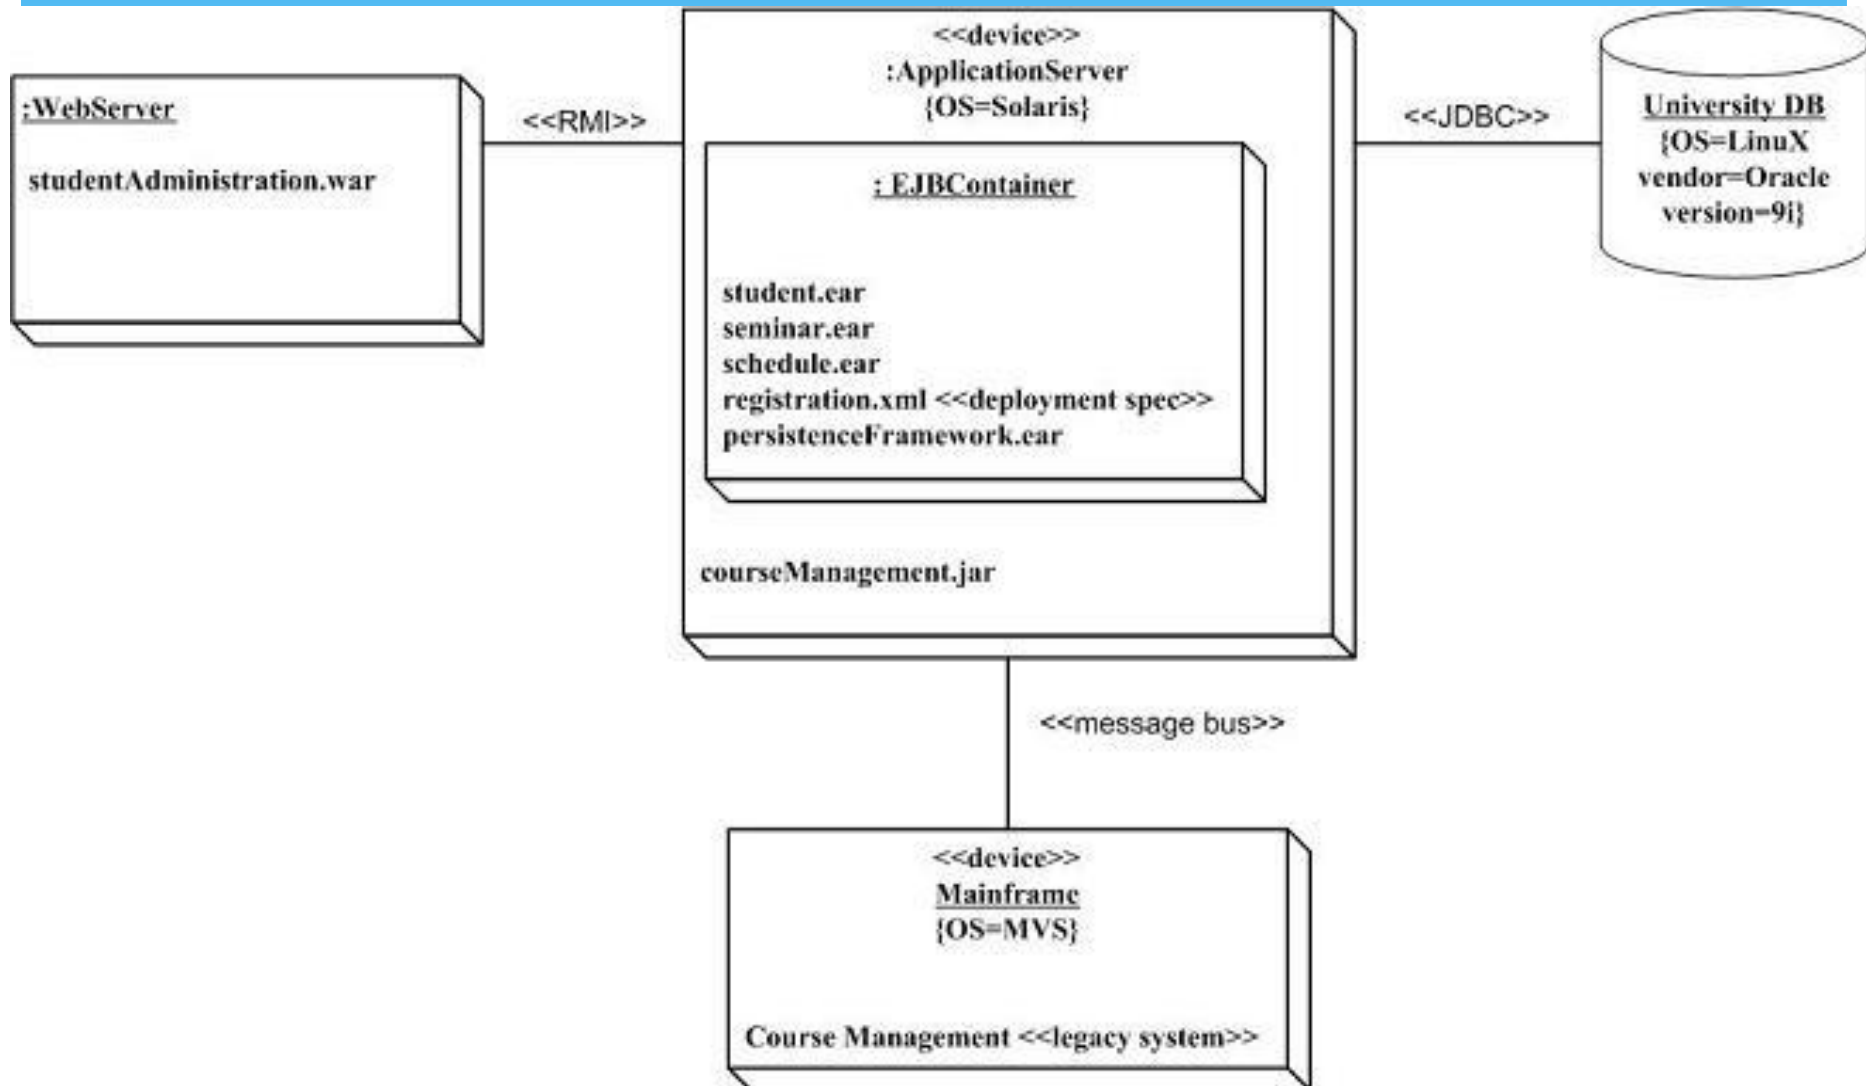 :WebServer
studentAdministration.war
<<RMI>>
<<device>>
:ApplicationServer
{OS=Solaris}
: EJBContainer
student.ear
seminar.ear
schedule.ear
registration.xml <<deployment spec>>
persistenceFramework.ear
courseManagement.jar
<<JDBC>>
University DB
{OS=LinuX
vendor=Oracle
version=9i}
<<message bus>>
<<device>>
Mainframe
{OS=MVS}
Course Management <<legacy system>>